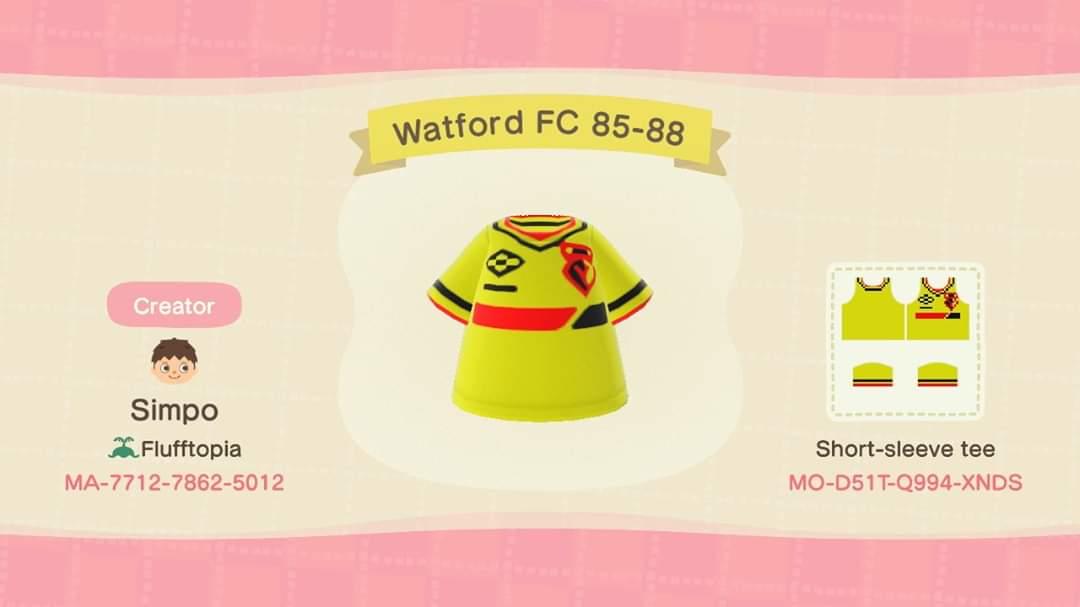 Watford FC 85-88
Creator
Simpo
Flufftopia
MA-7712-7862-5012
Short-sleeve tee
MO-D51T-Q994-XNDS